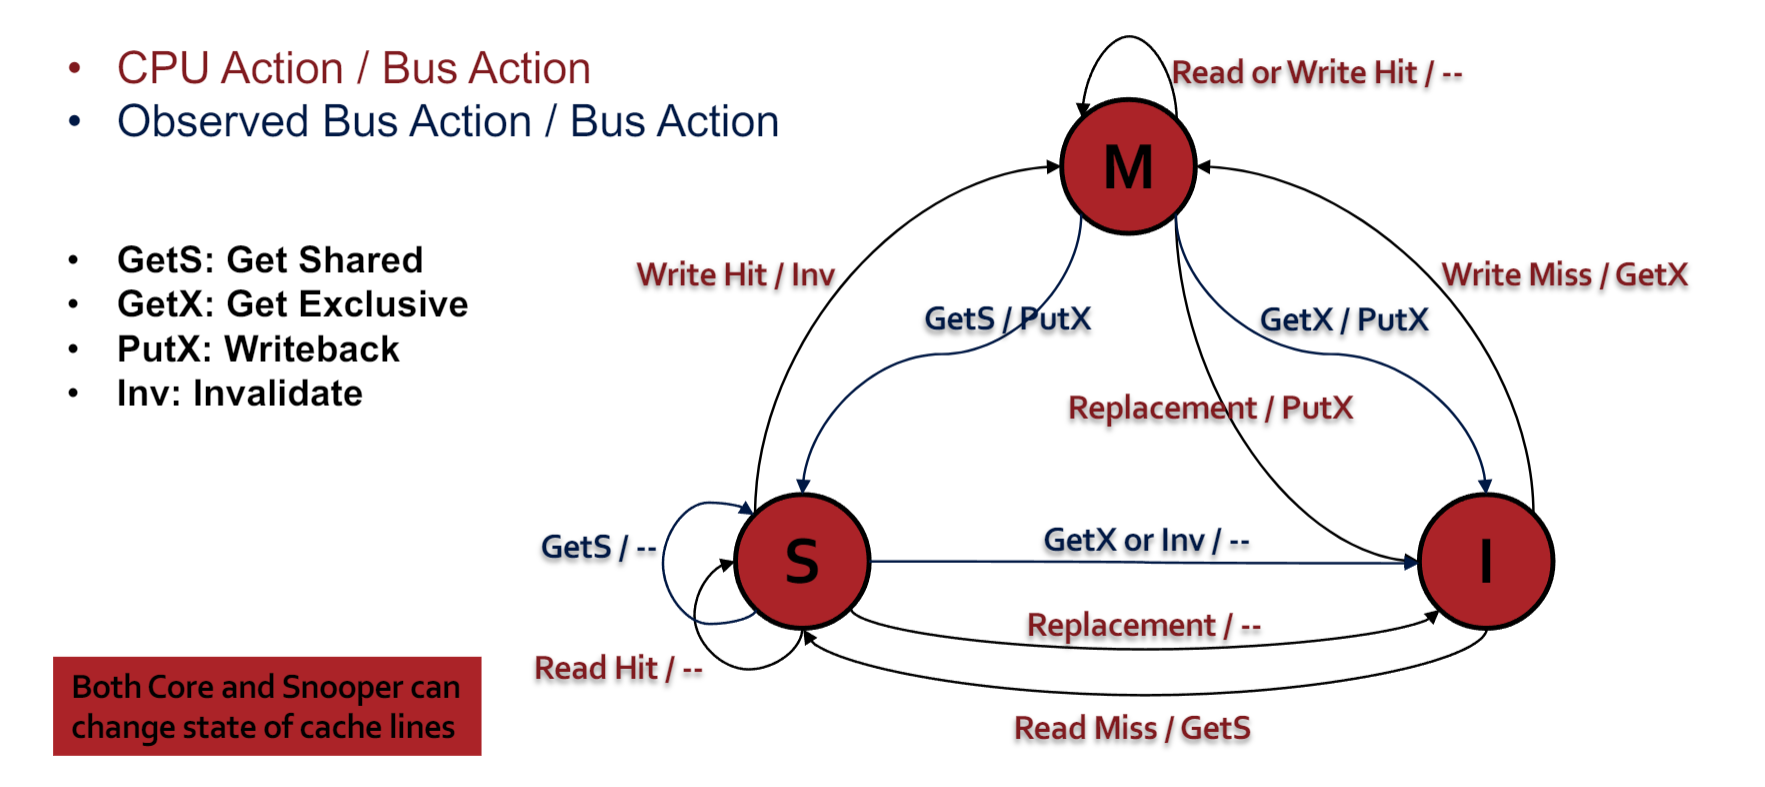 • CPU Action / Bus Action
• Observed Bus Action / Bus Action
• GetS: Get Shared
• GetX: Get Exclusive
• PutX: Writeback
• Inv: Invalidate
Both Core and Snooper can
change state of cache lines
Read or Write Hit / --
M
Write Hit / Inv
Write Miss / GetX
GetS / PutX
GetX / PutX
Replacement / PutX
GetS / --
S
GetX or Inv / --
I
Replacement / --
Read Hit / --
Read Miss / GetS